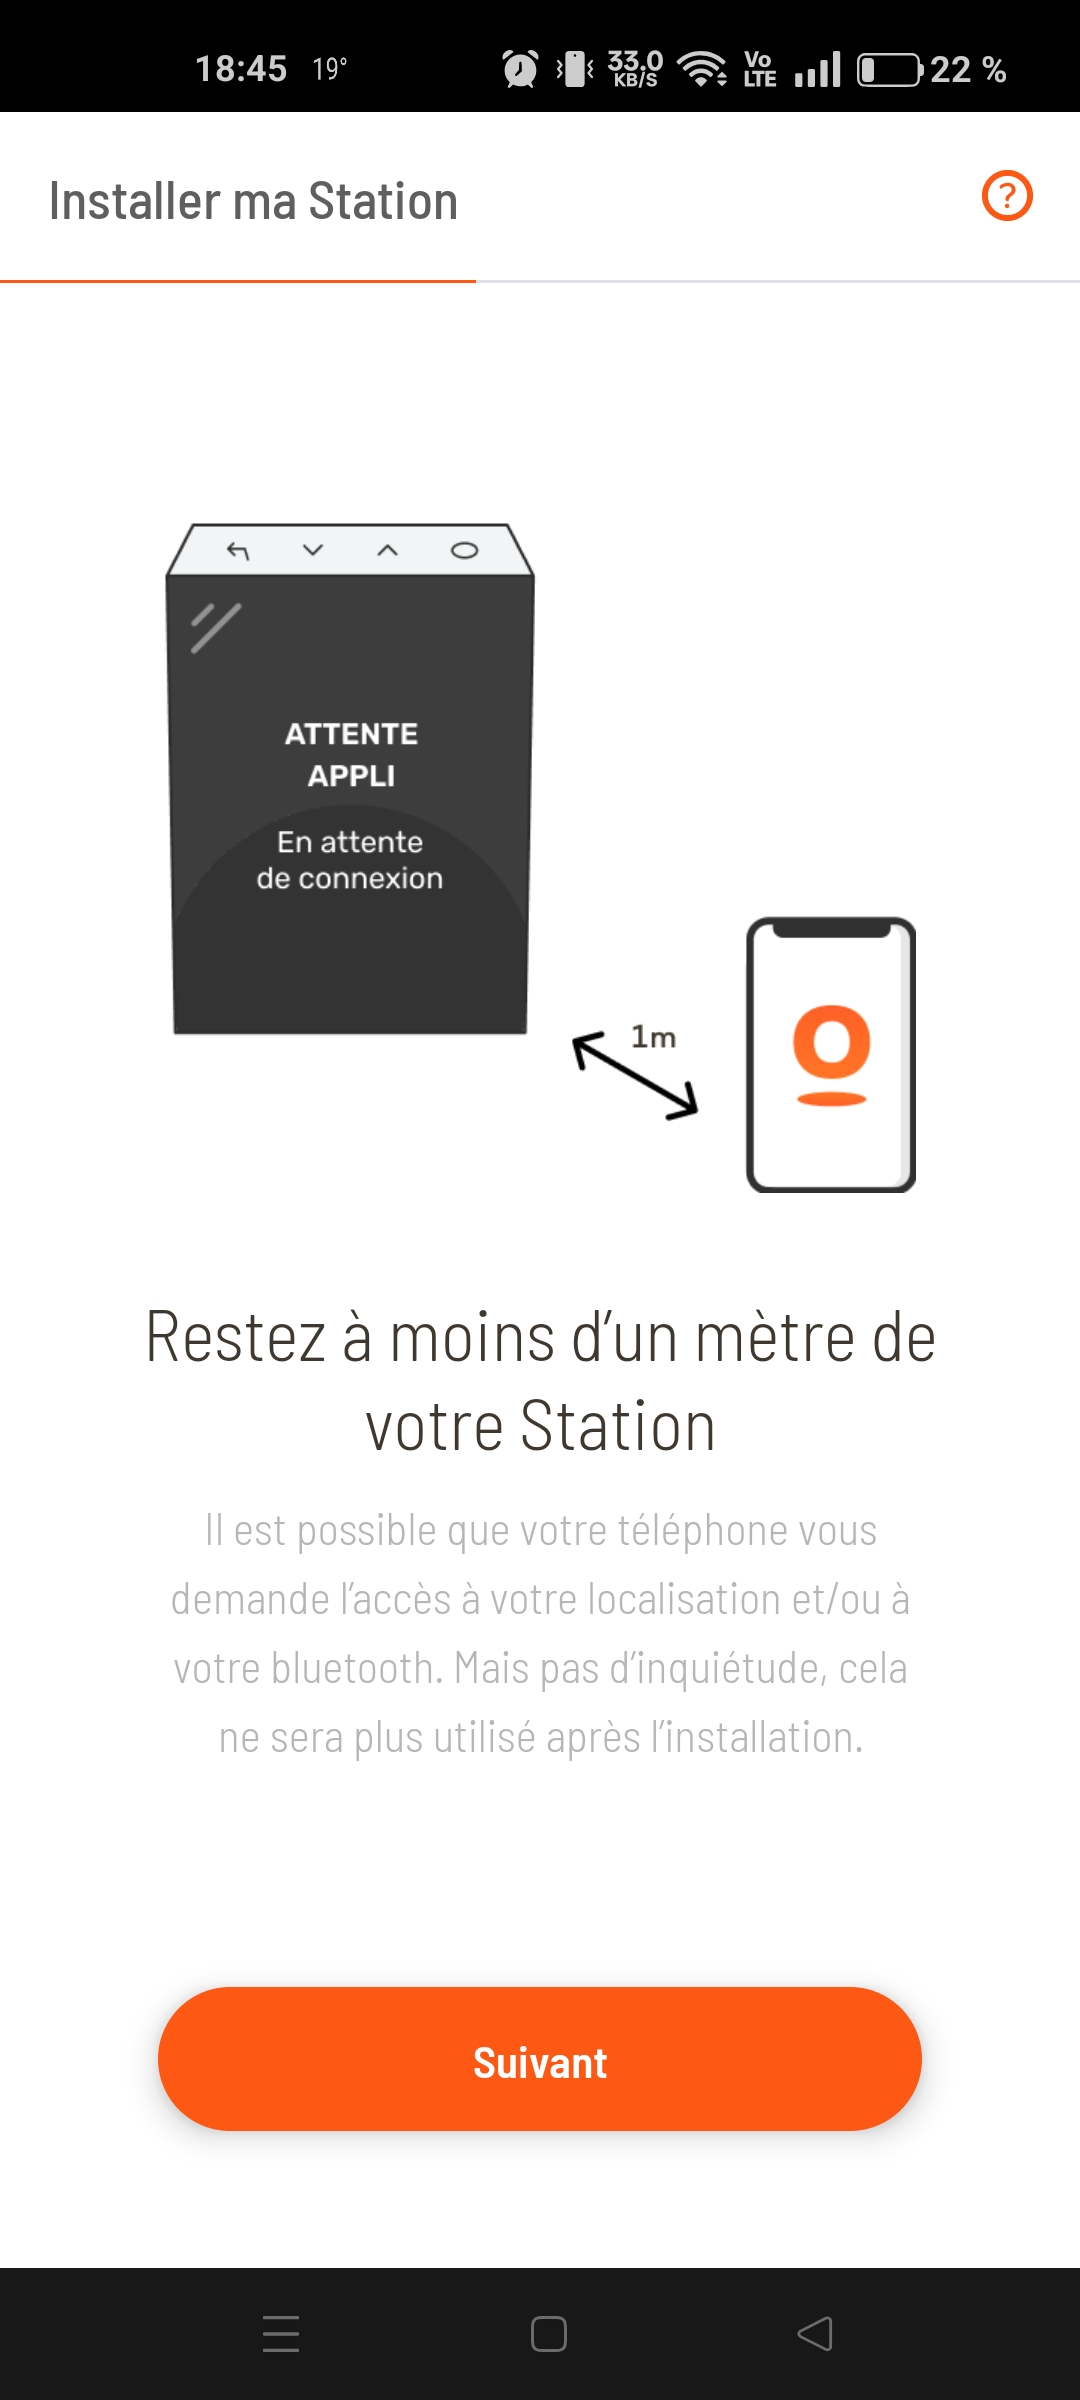 18:45 19° 33.0 KB/S Vo LTE 22 %
Installer ma Station
?
ATTENTE
APPLI
En attente
de connexion
1m
Restez à moins d'un mètre de
votre Station
Il est possible que votre téléphone vous
demande l'accès à votre localisation et/ou à
votre bluetooth. Mais pas d'inquiétude, cela
ne sera plus utilisé après l'installation.
Suivant